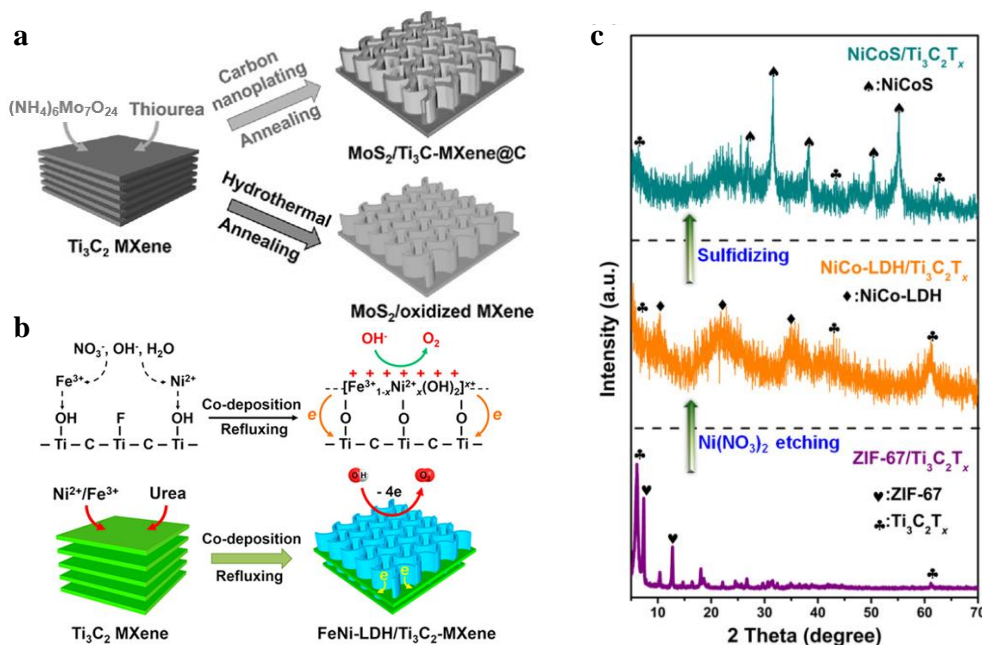 a
(NH₄)₆Mo₇O₂₄
Thiourea
Ti₃C₂ MXene
Carbon
nanoplating
Annealing
MoS₂/Ti₃C-MXene@C
Hydrothermal
Annealing
MoS₂/oxidized MXene
b
NO₃⁻, OH⁻, H₂O
Fe³⁺
Ni²⁺
OH
F
OH
–Ti – C – Ti – C – Ti –
Co-deposition
Refluxing
OH⁻
O₂
+ + + + + + +
[Fe³⁺₁₋ₓNi²⁺ₓ(OH)₂]ˣ⁺
e
e
O
O
O
–Ti – C – Ti – C – Ti –
Ni²⁺/Fe³⁺
Urea
Ti₃C₂ MXene
Co-deposition
Refluxing
O H
- 4e
O₂
e
e
FeNi-LDH/Ti₃C₂-MXene
c
NiCoS/Ti₃C₂Tₓ
♠:NiCoS
Sulfidizing
NiCo-LDH/Ti₃C₂Tₓ
♦:NiCo-LDH
Ni(NO₃)₂ etching
ZIF-67/Ti₃C₂Tₓ
♥:ZIF-67
♣:Ti₃C₂Tₓ
Intensity (a.u.)
10 20 30 40 50 60 70
2 Theta (degree)